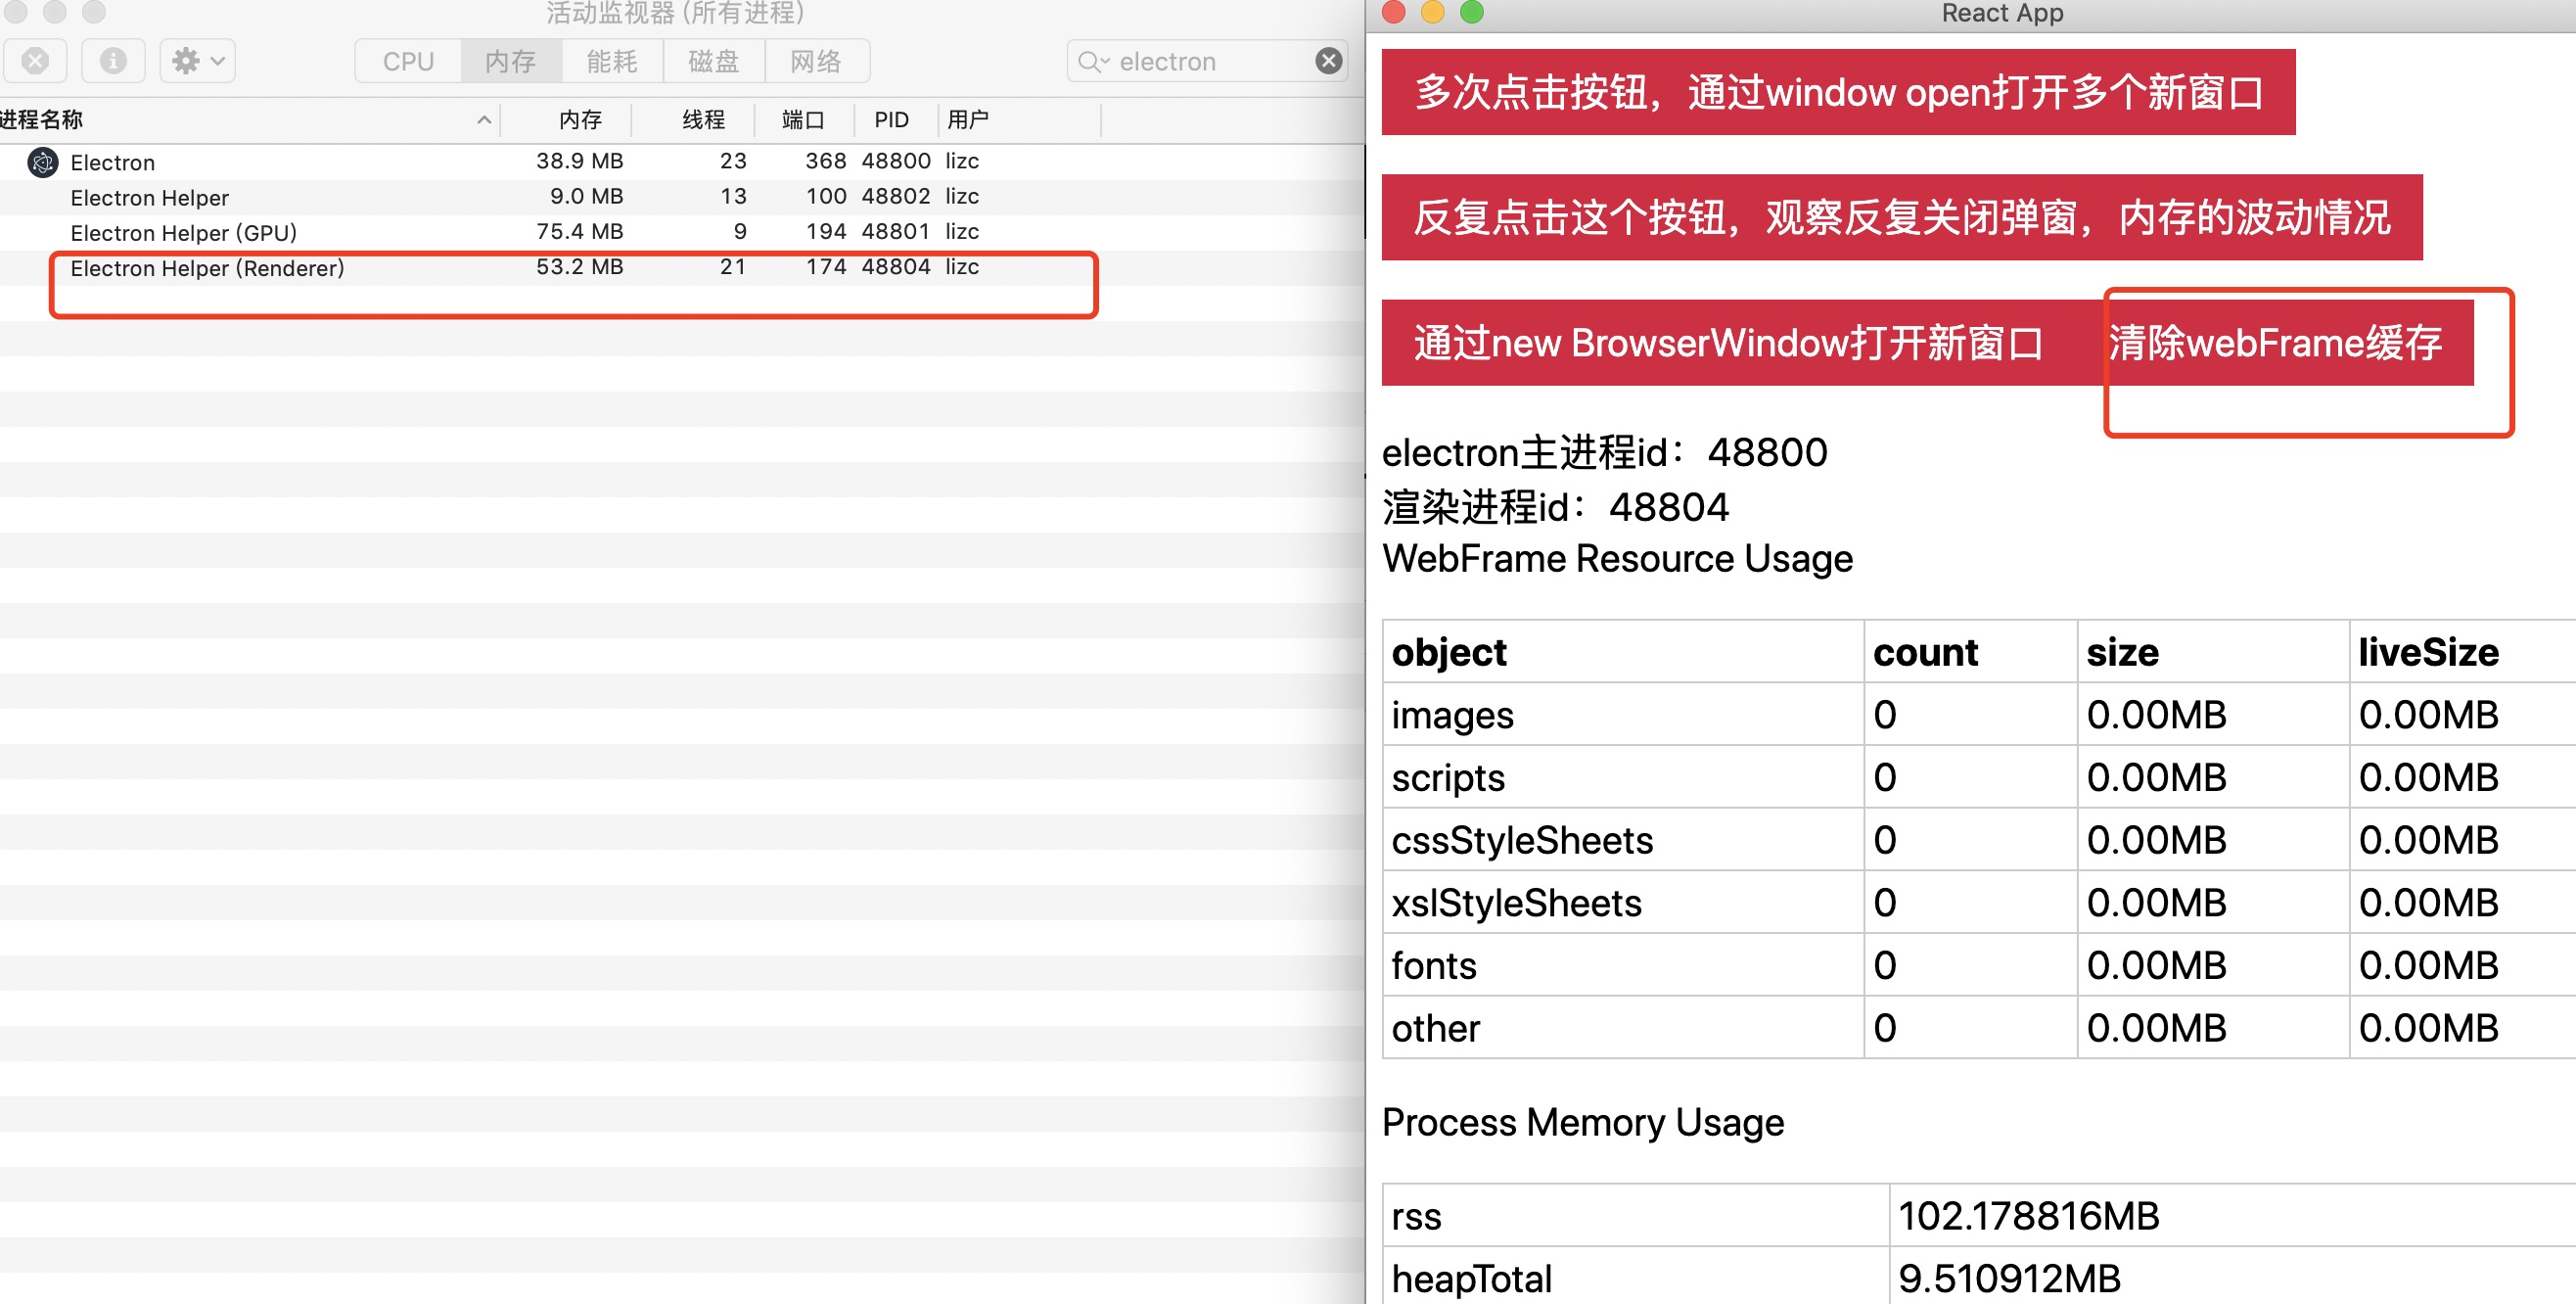 活动监视器 (所有进程)
CPU 内存 能耗 磁盘 网络
electron
进程名称 内存 线程 端口 PID 用户
Electron 38.9 MB 23 368 48800 lizc
Electron Helper 9.0 MB 13 100 48802 lizc
Electron Helper (GPU) 75.4 MB 9 194 48801 lizc
Electron Helper (Renderer) 53.2 MB 21 174 48804 lizc
React App
多次点击按钮，通过window open打开多个新窗口
反复点击这个按钮，观察反复关闭弹窗，内存的波动情况
通过new BrowserWindow打开新窗口 清除webFrame缓存
electron主进程id：48800
渲染进程id：48804
WebFrame Resource Usage
object count size liveSize
images 0 0.00MB 0.00MB
scripts 0 0.00MB 0.00MB
cssStyleSheets 0 0.00MB 0.00MB
xslStyleSheets 0 0.00MB 0.00MB
fonts 0 0.00MB 0.00MB
other 0 0.00MB 0.00MB
Process Memory Usage
rss 102.178816MB
heapTotal 9.510912MB